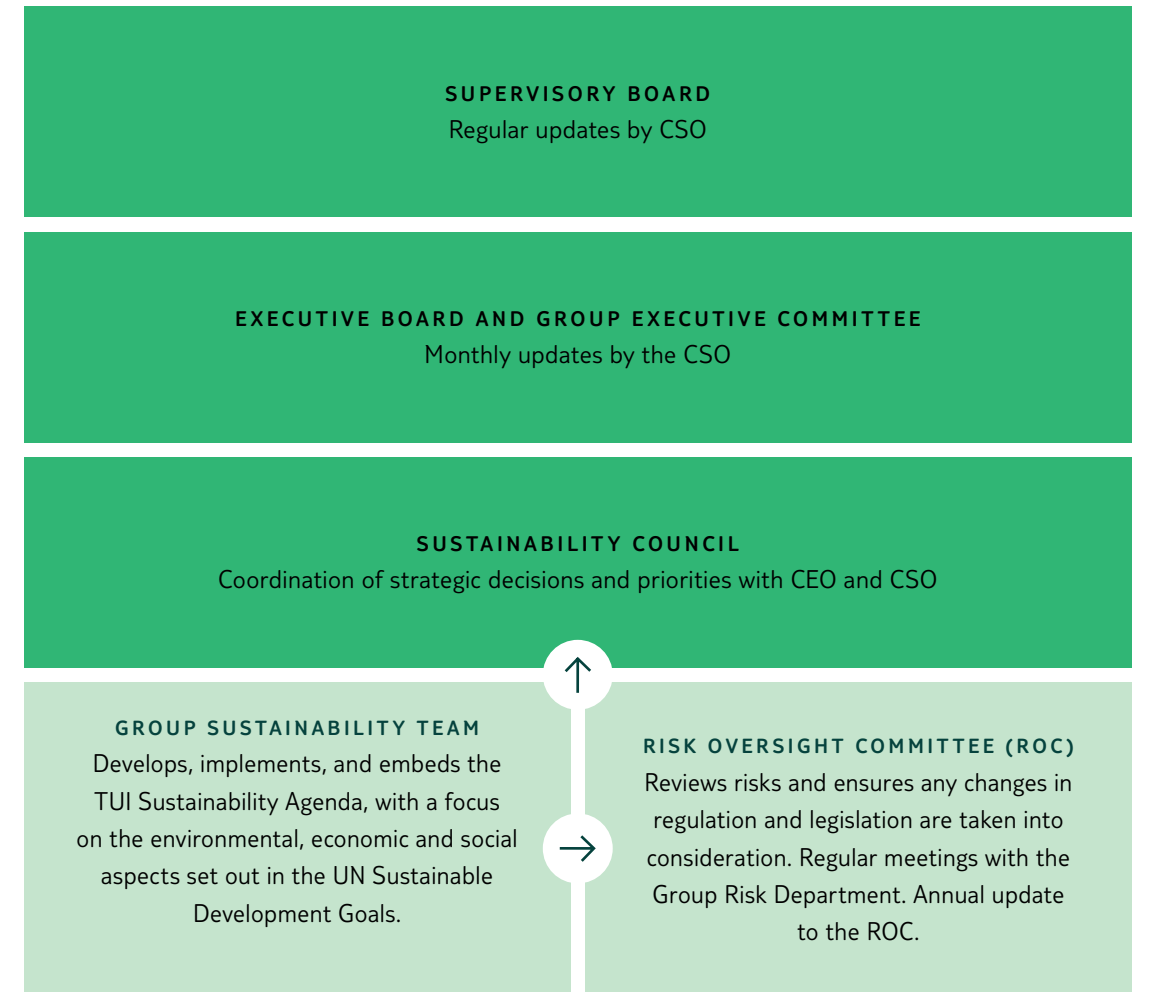 SUPERVISORY BOARD
Regular updates by CSO
EXECUTIVE BOARD AND GROUP EXECUTIVE COMMITTEE
Monthly updates by the CSO
SUSTAINABILITY COUNCIL
Coordination of strategic decisions and priorities with CEO and CSO
GROUP SUSTAINABILITY TEAM
Develops, implements, and embeds the
TUI Sustainability Agenda, with a focus
on the environmental, economic and social
aspects set out in the UN Sustainable
Development Goals.
RISK OVERSIGHT COMMITTEE (ROC)
Reviews risks and ensures any changes in
regulation and legislation are taken into
consideration. Regular meetings with the
Group Risk Department. Annual update
to the ROC.